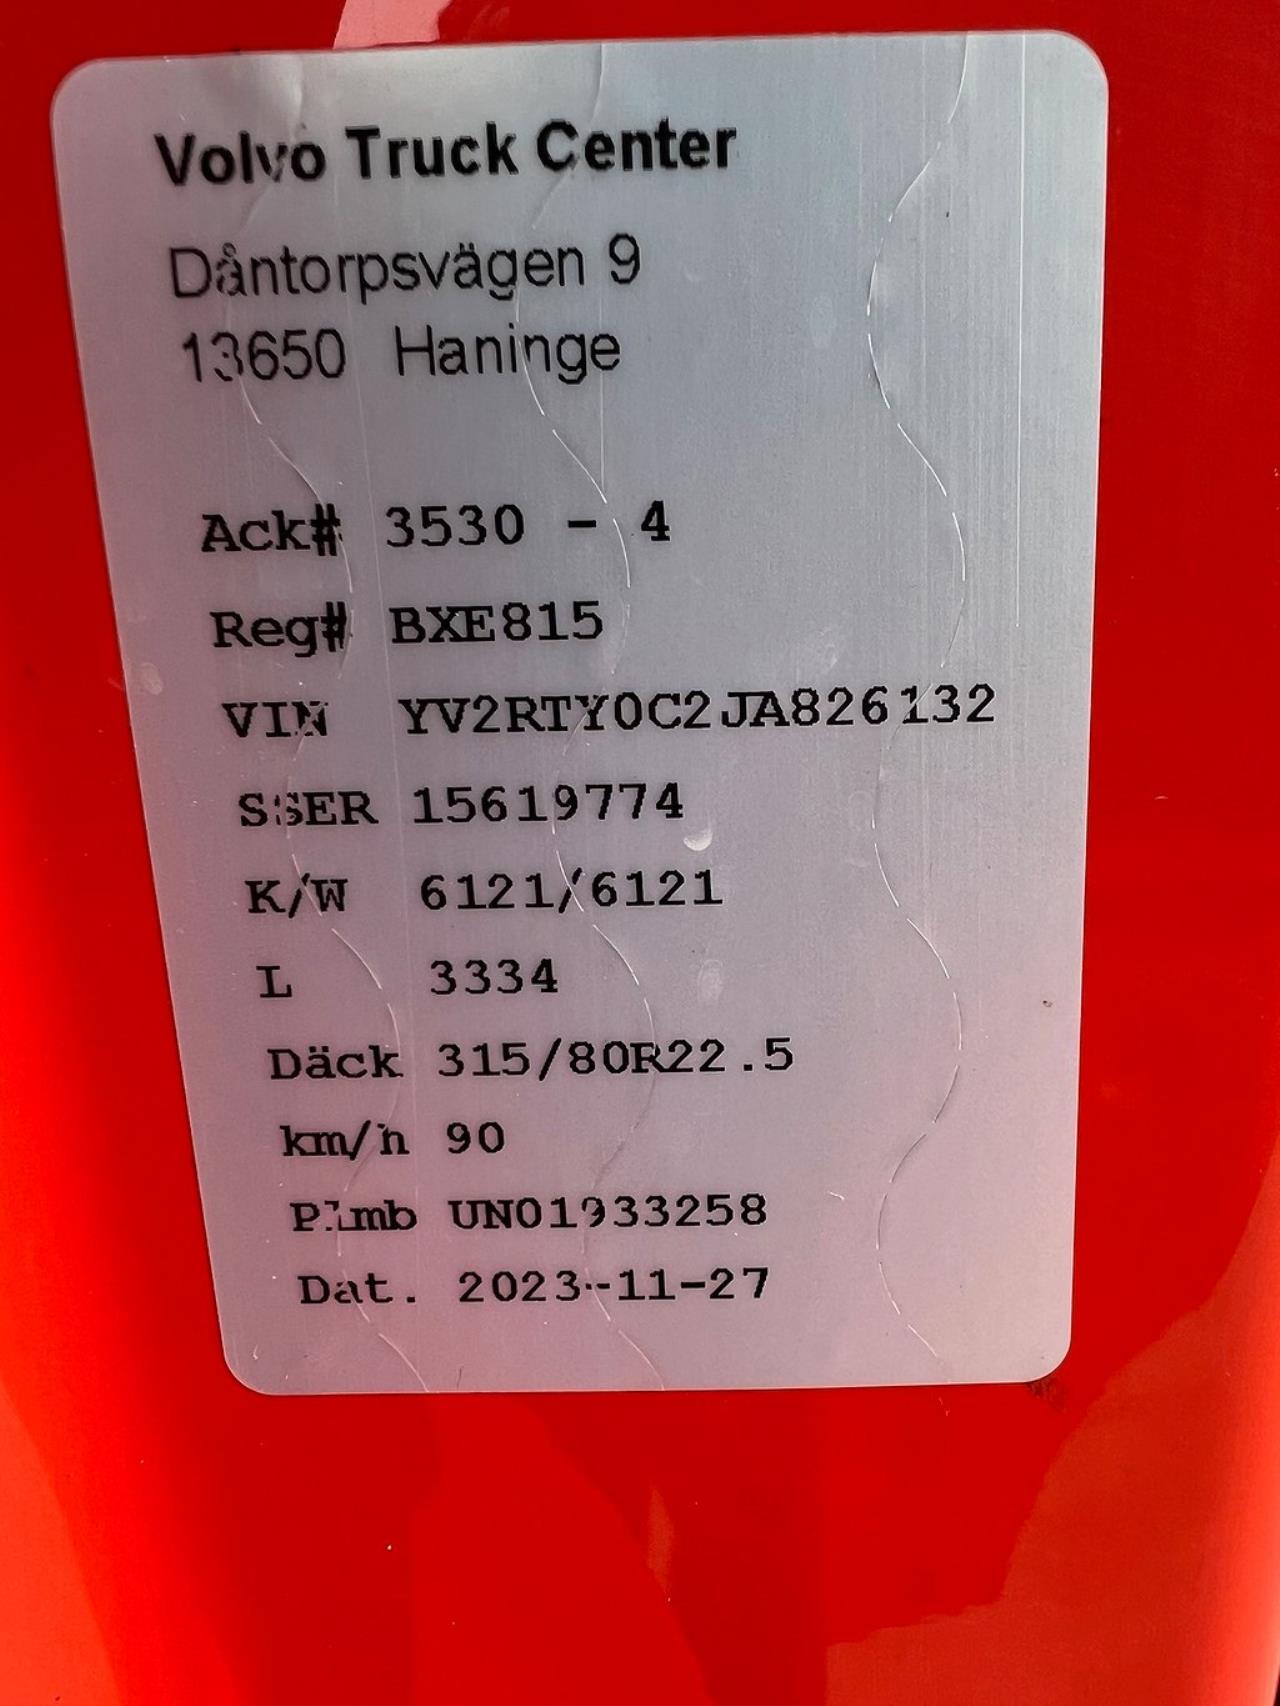 Volvo Truck Center
Dåntorpsvägen 9
13650 Haninge
Ack# 3530 - 4
Reg# BXE815
VIN YV2RTY0C2JA826132
SSER 15619774
K/W 6121/6121
L 3334
Däck 315/80R22.5
km/h 90
Plmb UN01933258
Dat. 2023-11-27